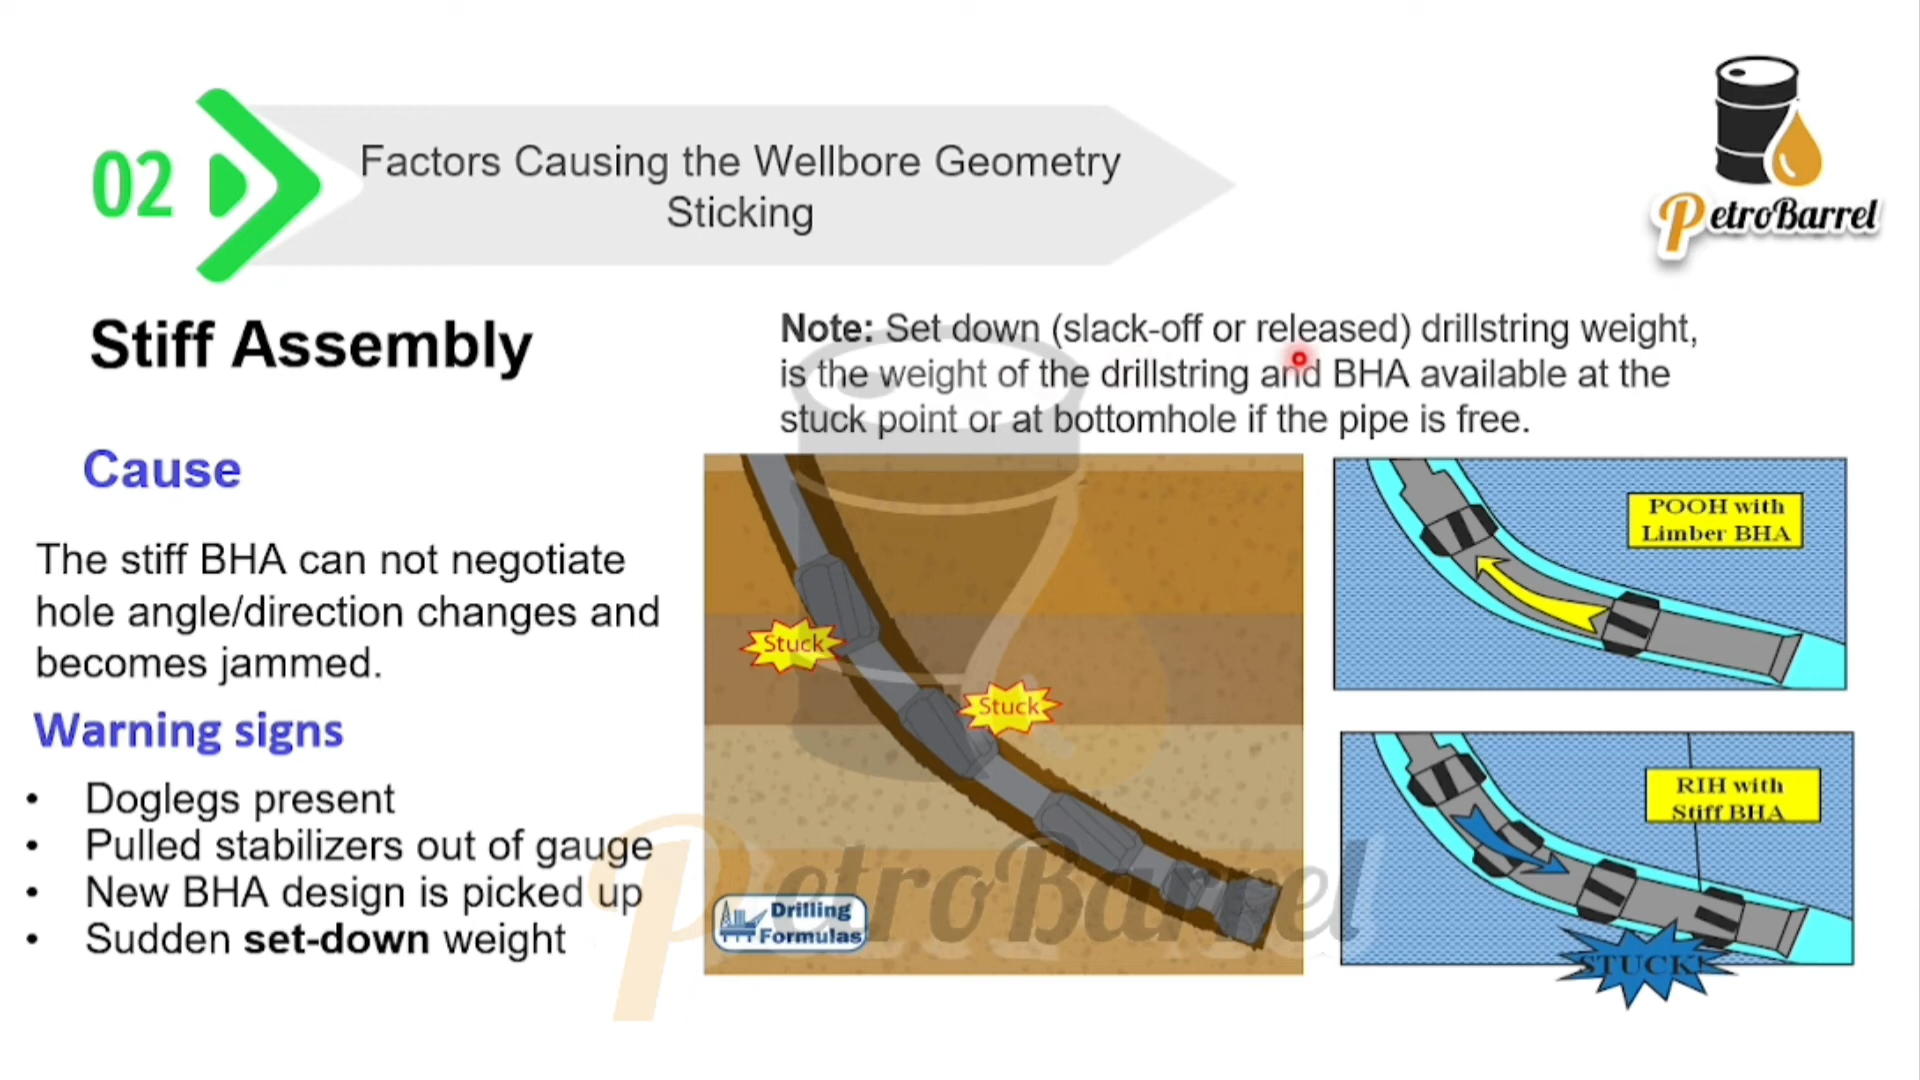 02
Factors Causing the Wellbore Geometry
Sticking
PetroBarrel
Stiff Assembly
Note: Set down (slack-off or released) drillstring weight,
is the weight of the drillstring and BHA available at the
stuck point or at bottomhole if the pipe is free.
Cause
The stiff BHA can not negotiate
hole angle/direction changes and
becomes jammed.
Warning signs
• Doglegs present
• Pulled stabilizers out of gauge
• New BHA design is picked up
• Sudden set-down weight
Stuck
Stuck
Drilling
Formulas
POOH with
Limber BHA
RIH with
Stiff BHA
STUCK!
PetroBarrel